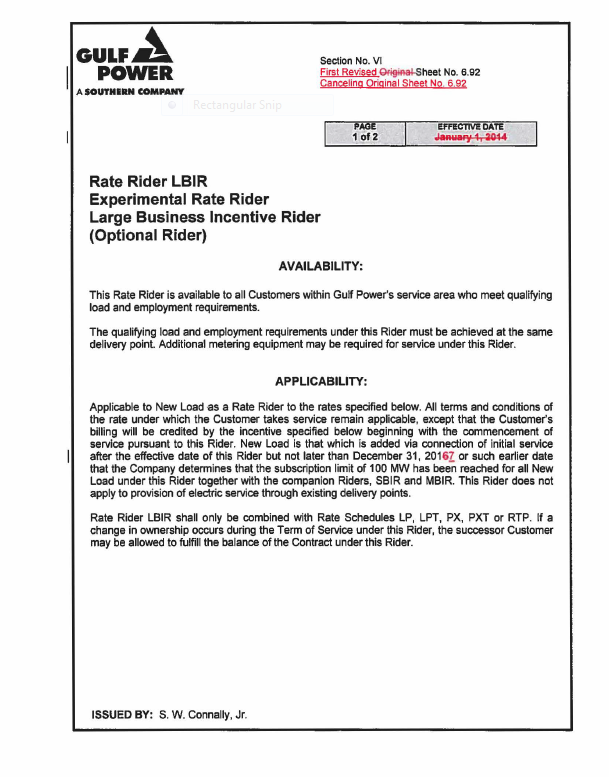 GULF
POWER
A SOUTHERN COMPANY
Section No. VI
First Revised Original Sheet No. 6.92
Canceling Original Sheet No. 6.92
Rectangular Snip
PAGE
1 of 2
EFFECTIVE DATE
January 1, 2014
Rate Rider LBIR
Experimental Rate Rider
Large Business Incentive Rider
(Optional Rider)
AVAILABILITY:
This Rate Rider is available to all Customers within Gulf Power's service area who meet qualifying
load and employment requirements.
The qualifying load and employment requirements under this Rider must be achieved at the same
delivery point. Additional metering equipment may be required for service under this Rider.
APPLICABILITY:
Applicable to New Load as a Rate Rider to the rates specified below. All terms and conditions of
the rate under which the Customer takes service remain applicable, except that the Customer's
billing will be credited by the incentive specified below beginning with the commencement of
service pursuant to this Rider. New Load is that which is added via connection of initial service
after the effective date of this Rider but not later than December 31, 20167 or such earlier date
that the Company determines that the subscription limit of 100 MW has been reached for all New
Load under this Rider together with the companion Riders, SBIR and MBIR. This Rider does not
apply to provision of electric service through existing delivery points.
Rate Rider LBIR shall only be combined with Rate Schedules LP, LPT, PX, PXT or RTP. If a
change in ownership occurs during the Term of Service under this Rider, the successor Customer
may be allowed to fulfill the balance of the Contract under this Rider.
ISSUED BY: S. W. Connally, Jr.